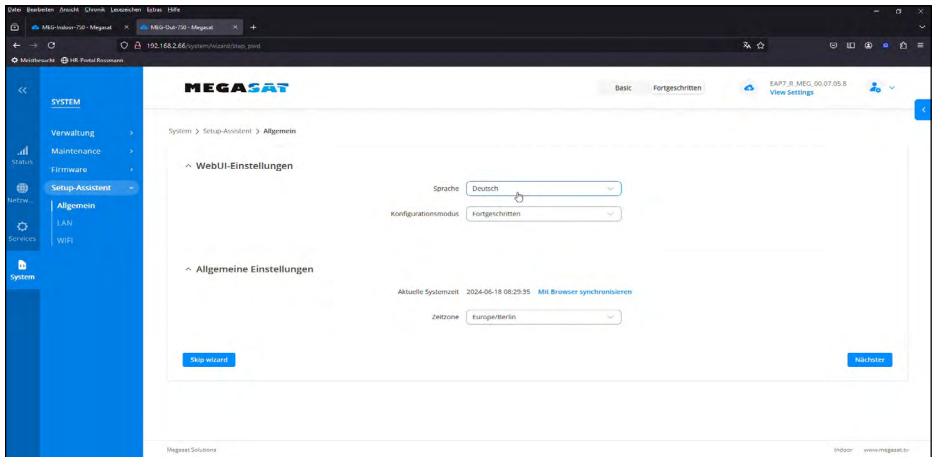 Datei Bearbeiten Ansicht Chronik Lesezeichen Extras Hilfe
MEG-Indoor-750 - Megasat × MEG-Out-750 - Megasat × +
192.168.2.66/system/wizard/step_pwd
Meistbesucht HR-Portal Rossmann
MEGASAT
Basic Fortgeschritten
EAP7_R_MEG_00.07.05.8
View Settings
SYSTEM
Verwaltung
Maintenance
Firmware
Setup-Assistent
Allgemein
LAN
WIFI
Status
Netzw...
Services
System
System > Setup-Assistent > Allgemein
WebUI-Einstellungen
Sprache Deutsch
Konfigurationsmodus Fortgeschritten
Allgemeine Einstellungen
Aktuelle Systemzeit 2024-06-18 08:29:35 Mit Browser synchronisieren
Zeitzone Europe/Berlin
Skip wizard Nächster
Megasat Solutions Indoor www.megasat.tv